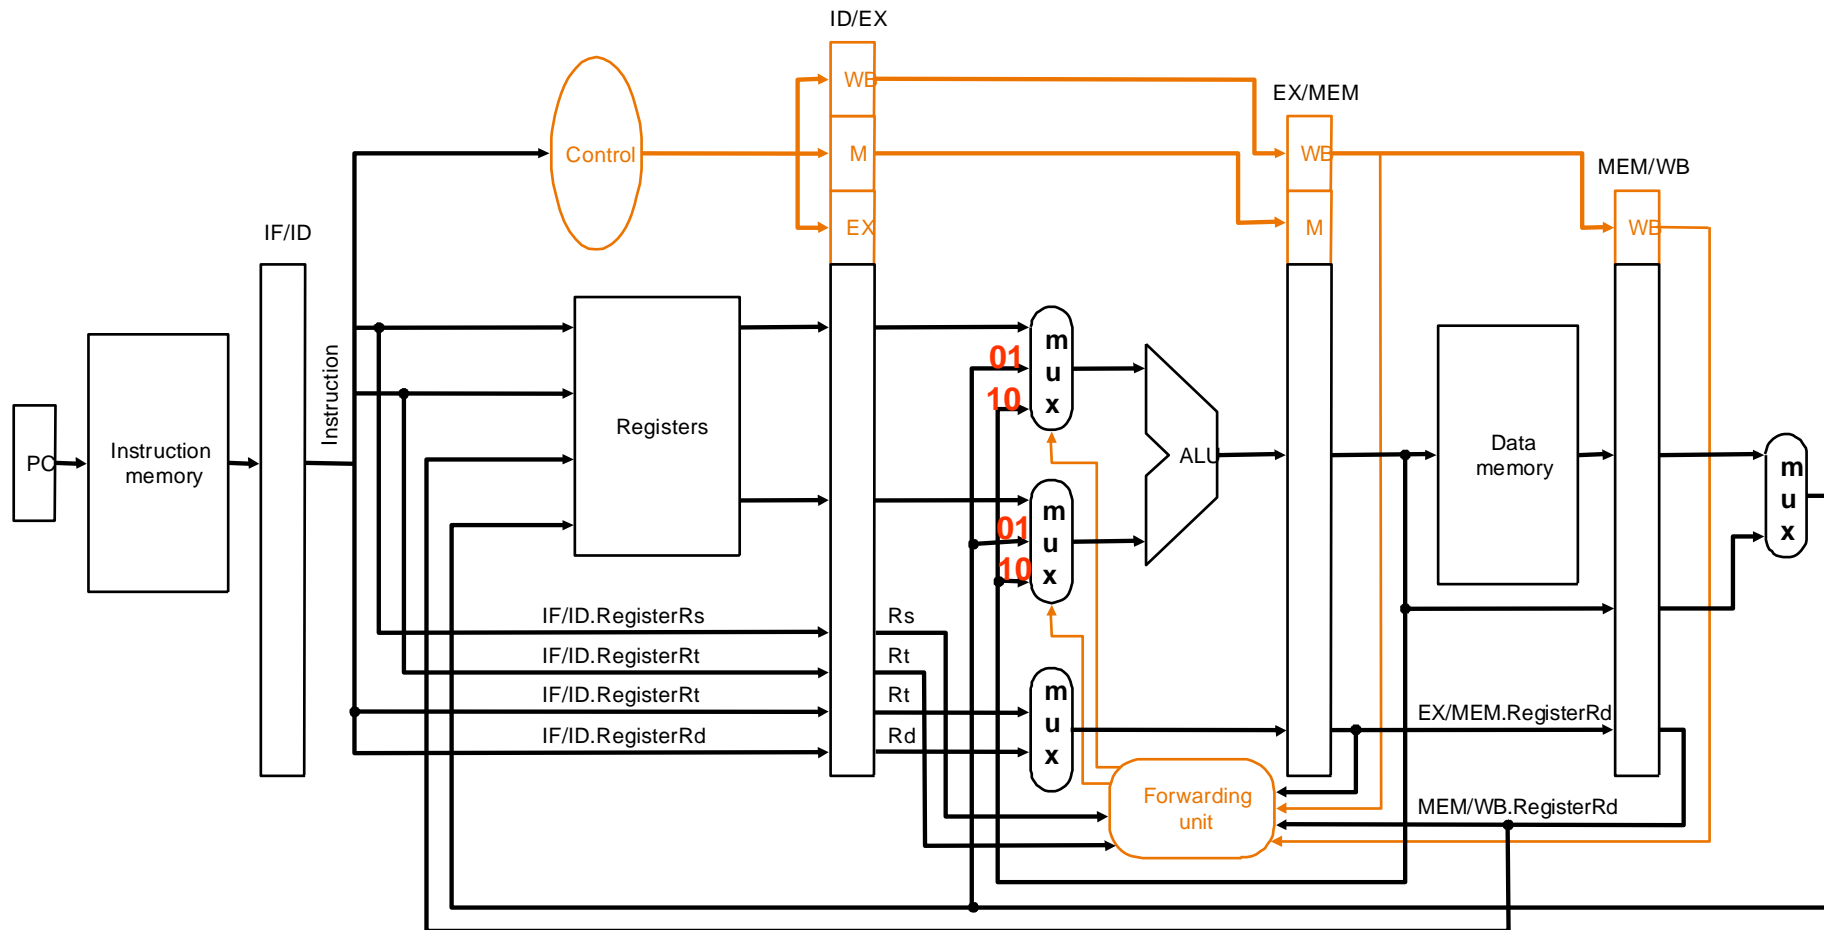 ID/EX
WB
EX/MEM
Control
M
WB
MEM/WB
IF/ID
EX
M
WB
Instruction
PC
Instruction
memory
Registers
01
10
m
u
x
01
10
m
u
x
ALU
Data
memory
m
u
x
IF/ID.RegisterRs
Rs
IF/ID.RegisterRt
Rt
IF/ID.RegisterRt
Rt
IF/ID.RegisterRd
Rd
m
u
x
EX/MEM.RegisterRd
Forwarding
unit
MEM/WB.RegisterRd